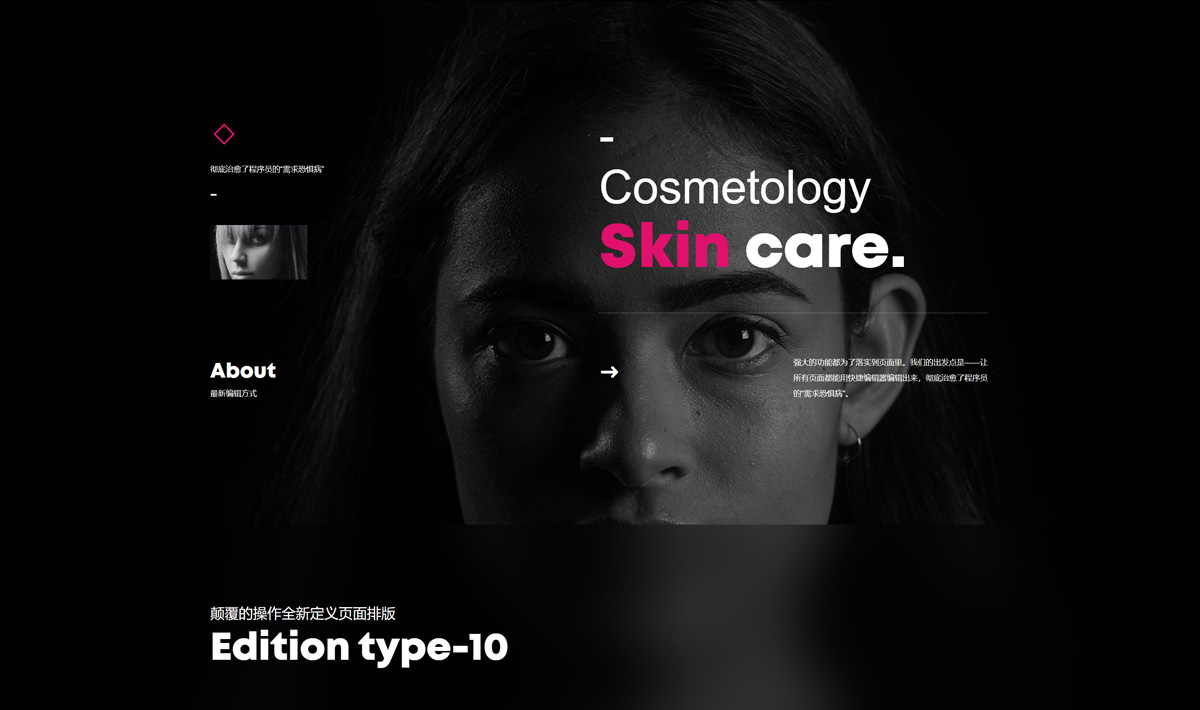 彻底治愈了程序员的“需求恐惧病”
Cosmetology
Skin care.
About
最新编辑方式
强大的功能都为了落实到页面里。我们的出发点是——让
所有页面都能用快捷编辑器编辑出来，彻底治愈了程序员
的“需求恐惧病”。
颠覆的操作全新定义页面排版
Edition type-10